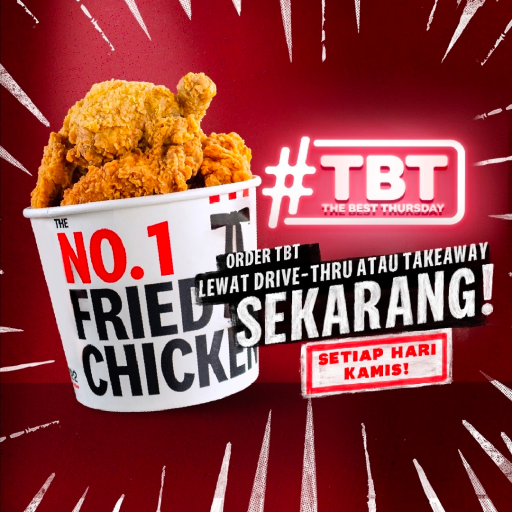 #TBT
THE BEST THURSDAY
THE
NO.1
FRIED
CHICKEN
ORDER TBT
LEWAT DRIVE-THRU ATAU TAKEAWAY
SEKARANG!
SETIAP HARI
KAMIS!